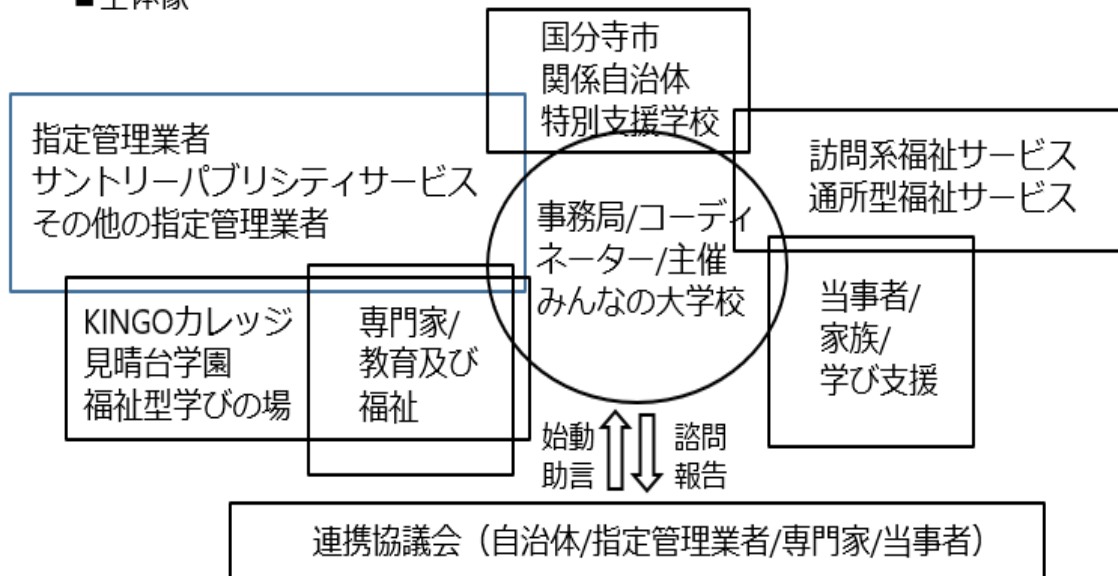 国分寺市
関係自治体
特別支援学校
指定管理業者
サントリーパブリシティサービス
その他の指定管理業者
訪問系福祉サービス
通所型福祉サービス
事務局/コーディ
ネーター/主催
みんなの大学校
KINGOカレッジ
見晴台学園
福祉型学びの場
専門家/
教育及び
福祉
当事者/
家族/
学び支援
始動
助言
諮問
報告
連携協議会（自治体/指定管理業者/専門家/当事者）